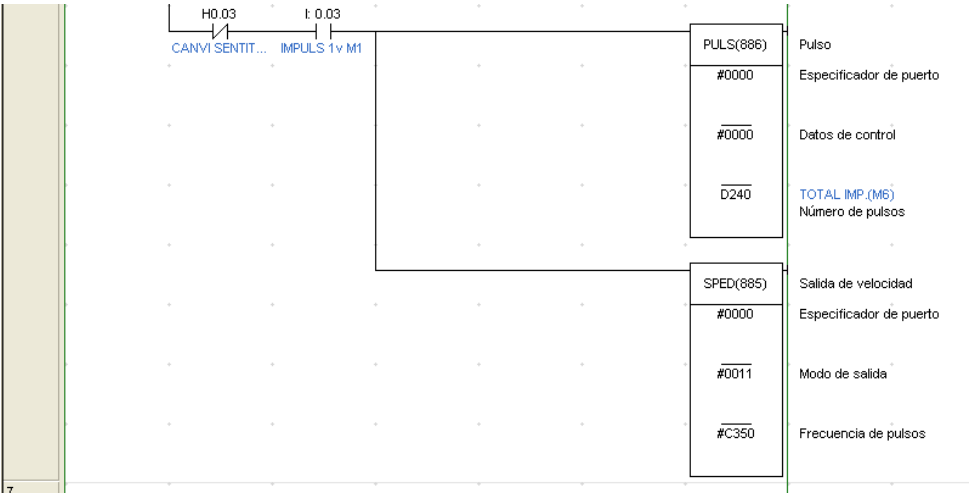 H0.03 I: 0.03
CANVI SENTIT... IMPULS 1v M1
PULS(886) Pulso
#0000 Especificador de puerto
#0000 Datos de control
D240 TOTAL IMP.(M6)
Número de pulsos
SPED(885) Salida de velocidad
#0000 Especificador de puerto
#0011 Modo de salida
#C350 Frecuencia de pulsos
7